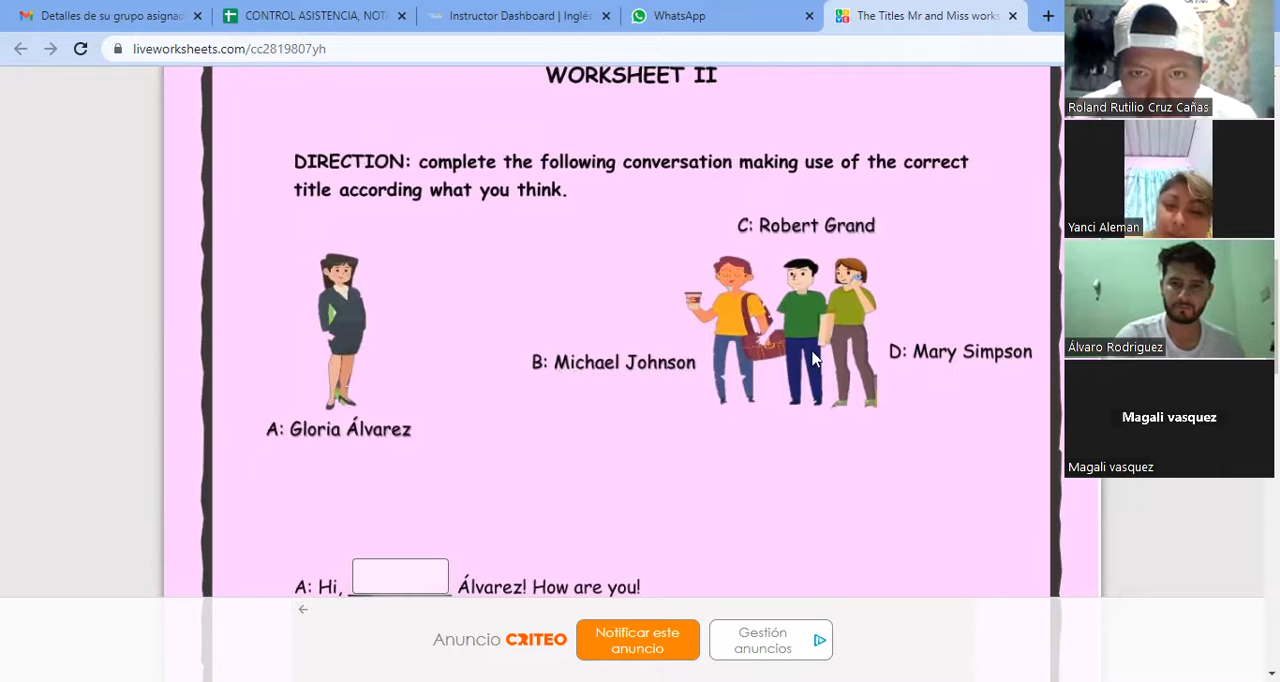 Detalles de su grupo asigna
CONTROL ASISTENCIA, NOT
Instructor Dashboard | Inglés
WhatsApp
The Titles Mr and Miss works
liveworksheets.com/cc2819807yh
WORKSHEET II
DIRECTION: complete the following conversation making use of the correct
title according what you think.
C: Robert Grand
B: Michael Johnson
D: Mary Simpson
A: Gloria Álvarez
A: Hi, Álvarez! How are you!
Anuncio CRITEO
Notificar este
anuncio
Gestión
anuncios
Roland Rutilio Cruz Cañas
Yanci Aleman
Álvaro Rodriguez
Magali vasquez
Magali vasquez